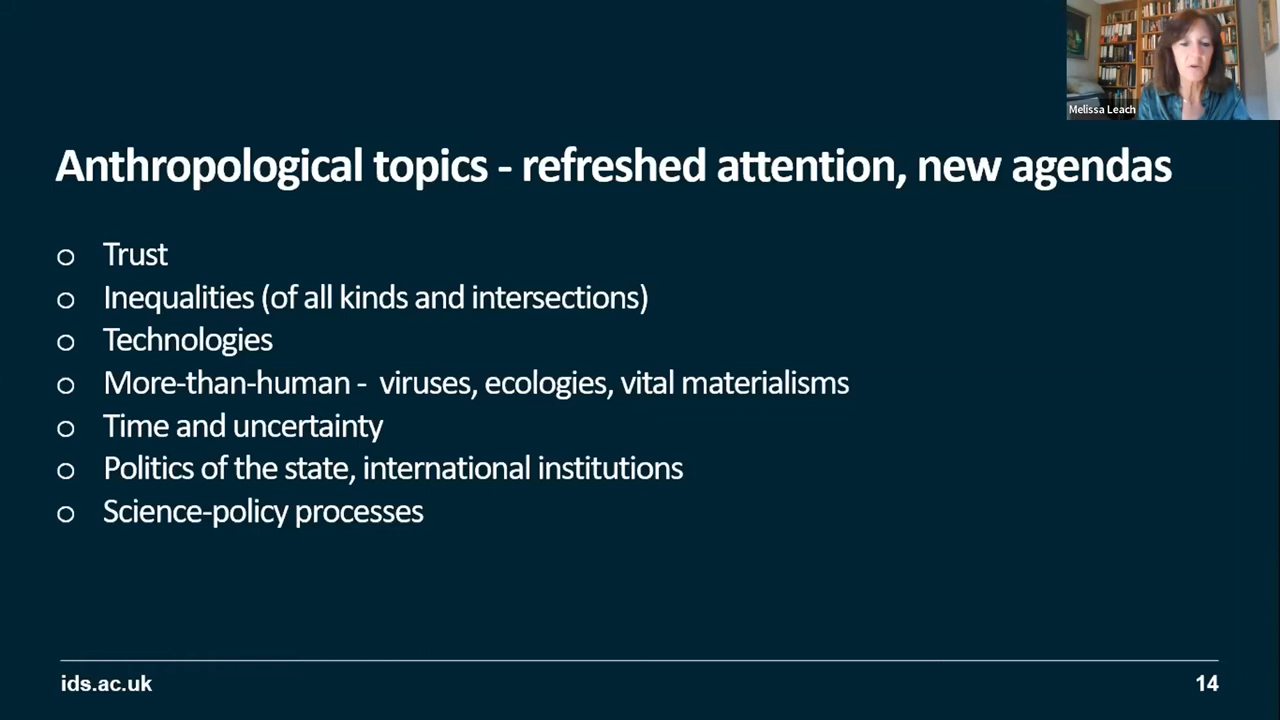 Melissa Leach
Anthropological topics - refreshed attention, new agendas
o Trust
o Inequalities (of all kinds and intersections)
o Technologies
o More-than-human - viruses, ecologies, vital materialisms
o Time and uncertainty
o Politics of the state, international institutions
o Science-policy processes
ids.ac.uk
14